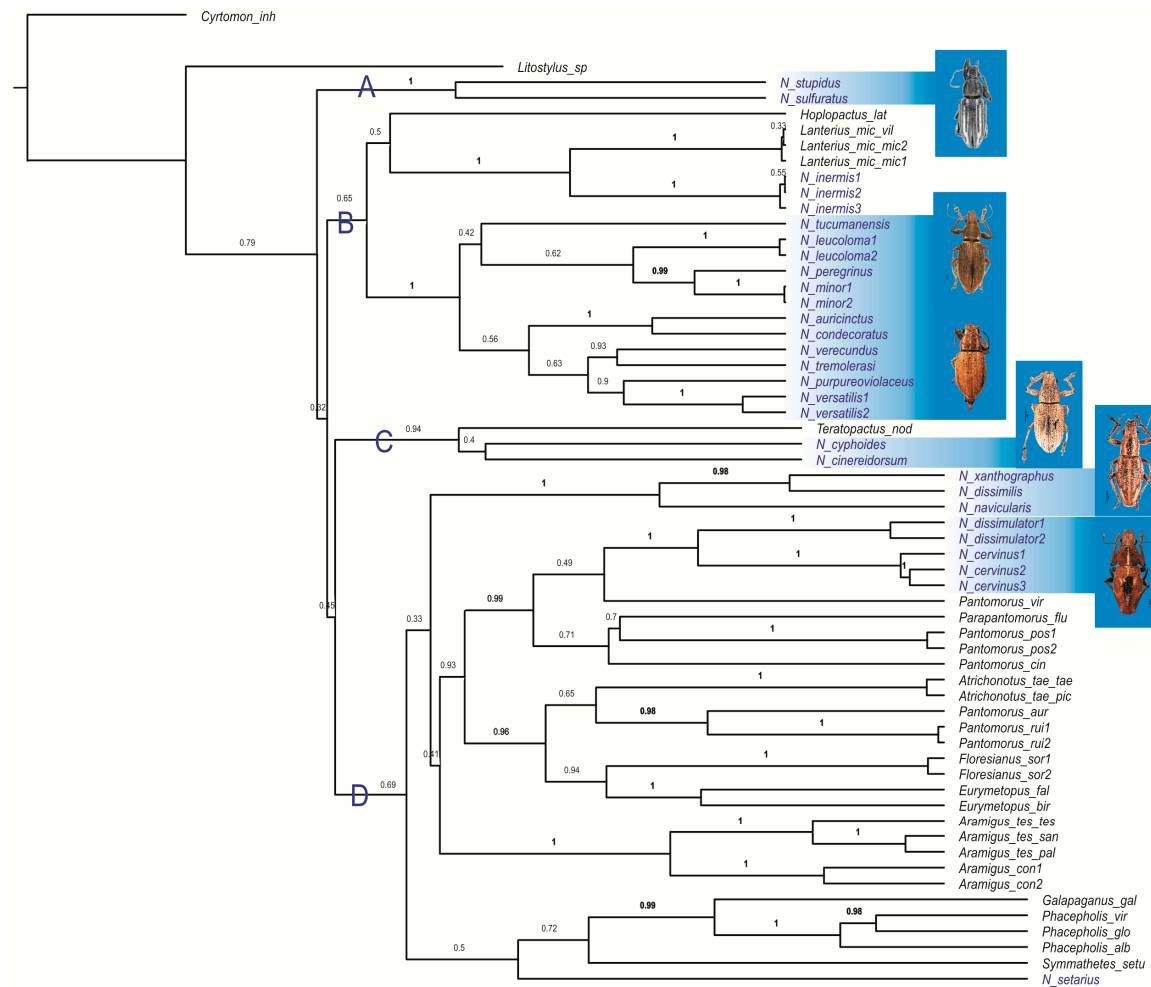 Cyrtomon_inh
Litostylus_sp
A 1 N_stupidus
N_sulfuratus
Hoplopactus_lat
0.5 0.33 Lanterius_mic_vil
1 Lanterius_mic_mic2
1 Lanterius_mic_mic1
0.55 N_inermis1
1 N_inermis2
0.65 N_inermis3
B N_tucumanensis
0.79 0.42 1 N_leucoloma1
0.62 N_leucoloma2
0.99 N_peregrinus
1 1 N_minor1
N_minor2
1 N_auricinctus
0.56 N_condecoratus
0.93 N_verecundus
0.63 N_tremolerasi
0.9 N_purpureoviolaceus
1 N_versatilis1
0.32 N_versatilis2
0.94 Teratopactus_nod
C 0.4 N_cyphoides
N_cinereidorsum
0.98 N_xanthographus
1 N_dissimilis
N_navicularis
1 N_dissimulator1
1 N_dissimulator2
1 N_cervinus1
0.49 1 N_cervinus2
N_cervinus3
0.45 0.99 Pantomorus_vir
0.33 0.7 Parapantomorus_flu
0.71 1 Pantomorus_pos1
Pantomorus_pos2
0.93 Pantomorus_cin
1 Atrichonotus_tae_tae
0.65 Atrichonotus_tae_pic
0.98 Pantomorus_aur
0.96 1 Pantomorus_rui1
Pantomorus_rui2
0.41 1 Floresianus_sor1
0.94 Floresianus_sor2
D 0.69 1 Eurymetopus_fal
Eurymetopus_bir
1 Aramigus_tes_tes
1 1 Aramigus_tes_san
Aramigus_tes_pal
1 Aramigus_con1
Aramigus_con2
0.99 Galapaganus_gal
0.98 Phacepholis_vir
0.72 1 Phacepholis_glo
0.5 Phacepholis_alb
Symmathetes_setu
N_setarius